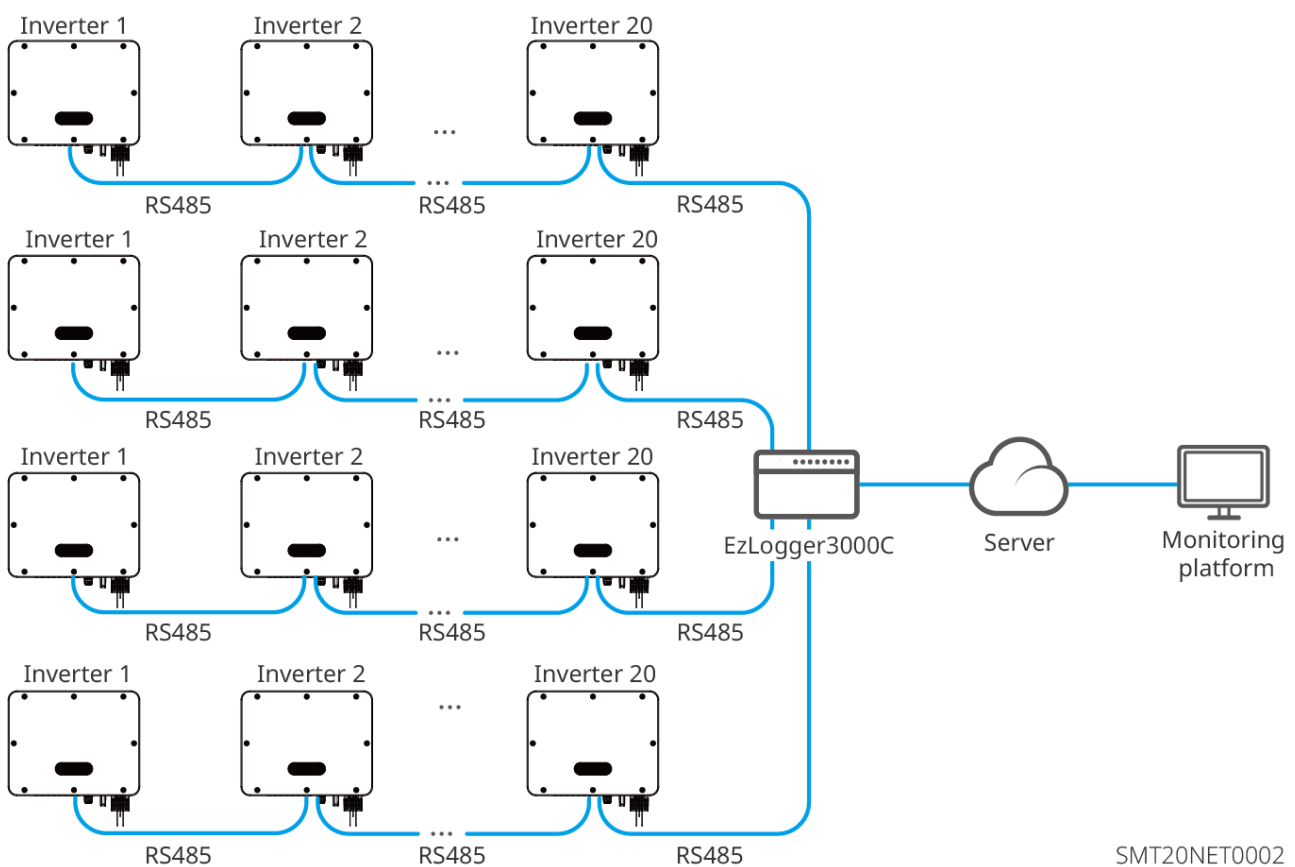 Inverter 1
Inverter 2
Inverter 20
...
...
RS485
RS485
RS485
Inverter 1
Inverter 2
Inverter 20
...
...
RS485
RS485
RS485
Inverter 1
Inverter 2
Inverter 20
...
...
RS485
RS485
RS485
EzLogger3000C
Server
Monitoring
platform
Inverter 1
Inverter 2
Inverter 20
...
...
RS485
RS485
RS485
SMT20NET0002